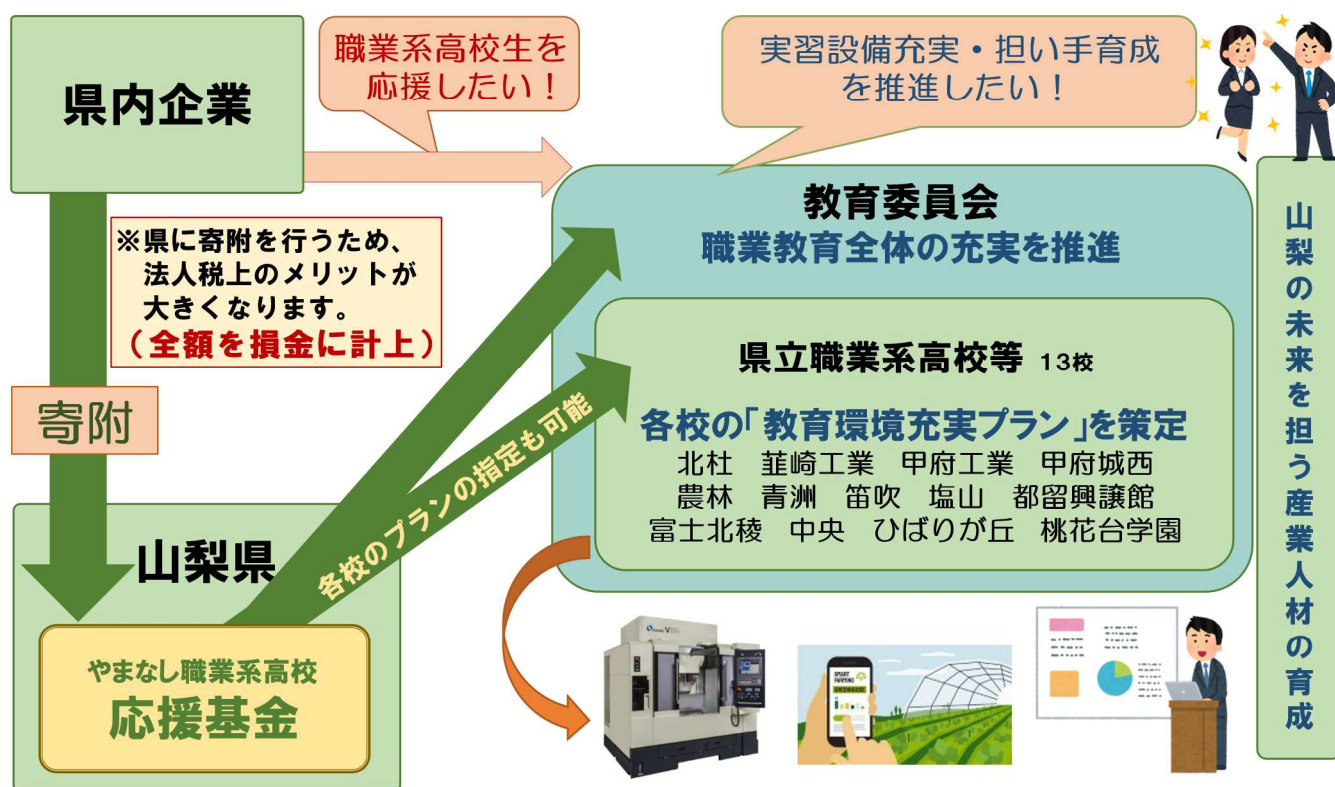 県内企業
職業系高校生を
応援したい！
実習設備充実・担い手育成
を推進したい！
※県に寄附を行うため、
法人税上のメリットが
大きくなります。
（全額を損金に計上）
寄附
山梨県
やまなし職業系高校
応援基金
各校のプランの指定も可能
教育委員会
職業教育全体の充実を推進
県立職業系高校等 13校
各校の「教育環境充実プラン」を策定
北杜 韮崎工業 甲府工業 甲府城西
農林 青洲 笛吹 塩山 都留興譲館
富士北稜 中央 ひばりが丘 桃花台学園
SMART
FARMING
山梨の未来を担う産業人材の育成